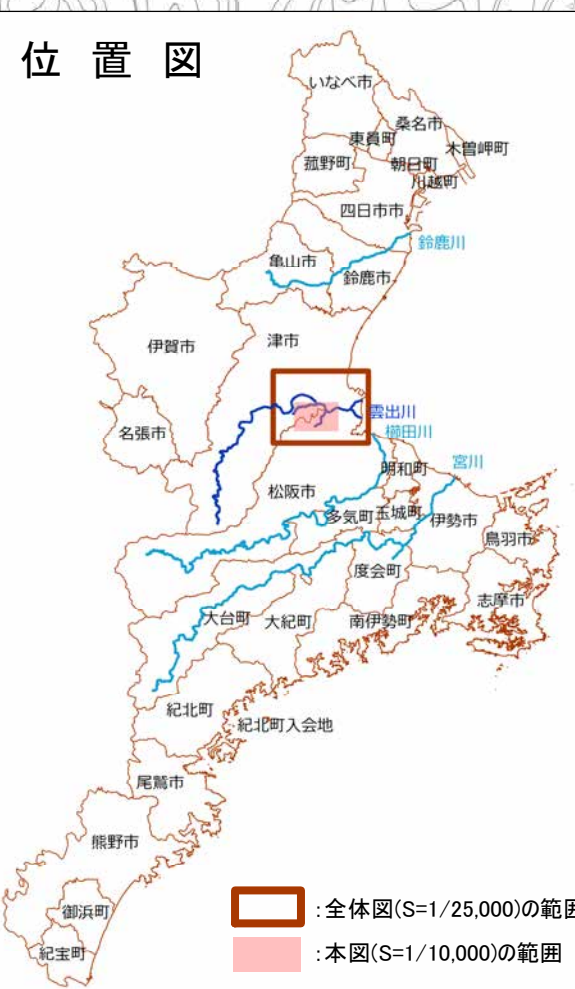 位置図
いなべ市
桑名市
東員町
木曽岬町
菰野町
朝日町
川越町
四日市市
鈴鹿川
亀山市
鈴鹿市
津市
伊賀市
雲出川
名張市
櫛田川
明和町
宮川
松阪市
多気町
玉城町
伊勢市
鳥羽市
度会町
志摩市
大台町
大紀町
南伊勢町
紀北町
紀北町入会地
尾鷲市
熊野市
御浜町
紀宝町
:全体図(S=1/25,000)の範囲
:本図(S=1/10,000)の範囲